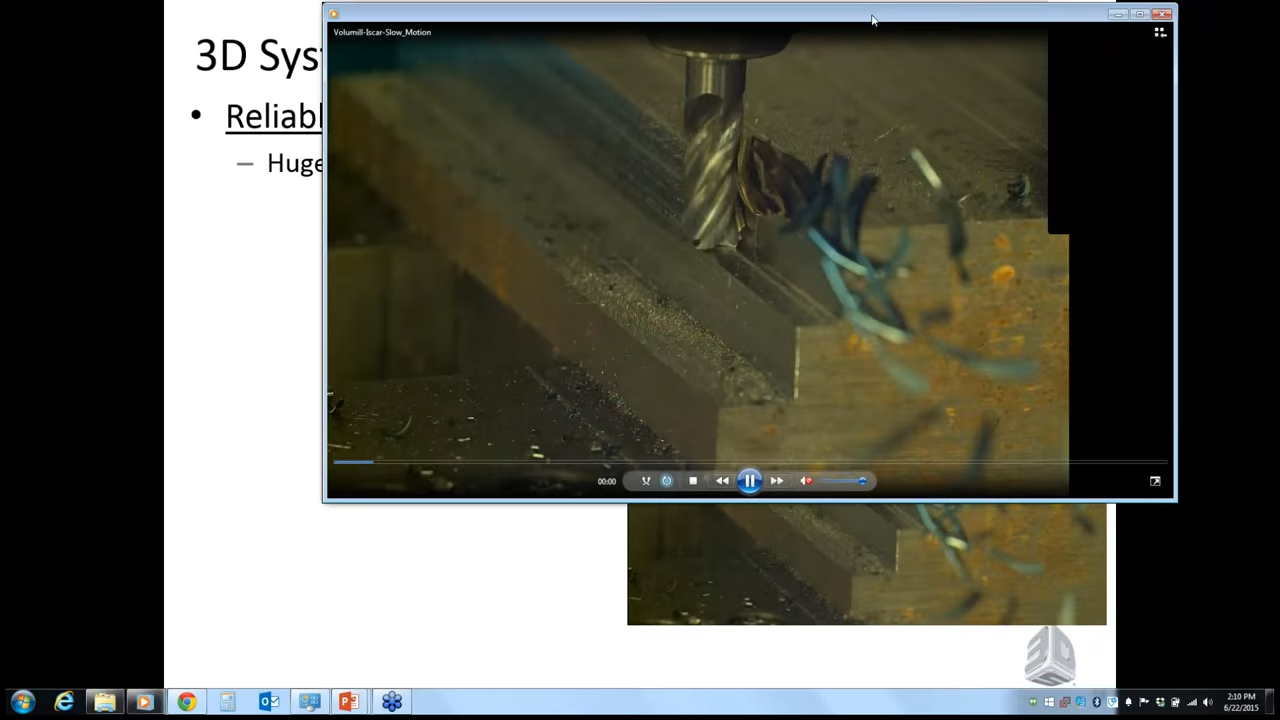 3D Sys
• Reliabl
– Huge
Volumill-Iscar-Slow_Motion
00:00
2:10 PM
6/22/2015